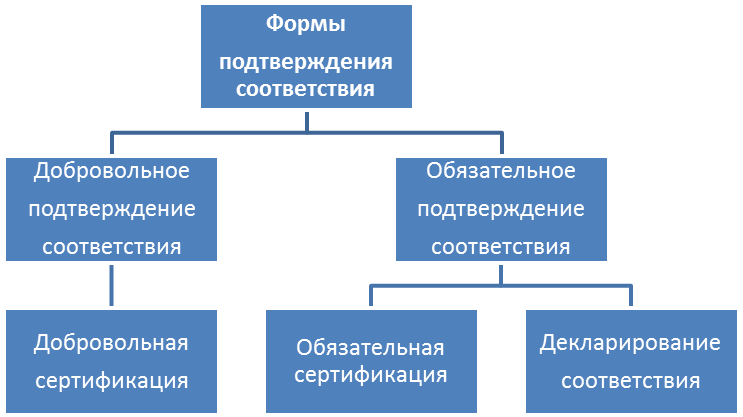 Формы
подтверждения
соответствия
Добровольное
подтверждение
соответствия
Обязательное
подтверждение
соответствия
Добровольная
сертификация
Обязательная
сертификация
Декларирование
соответствия